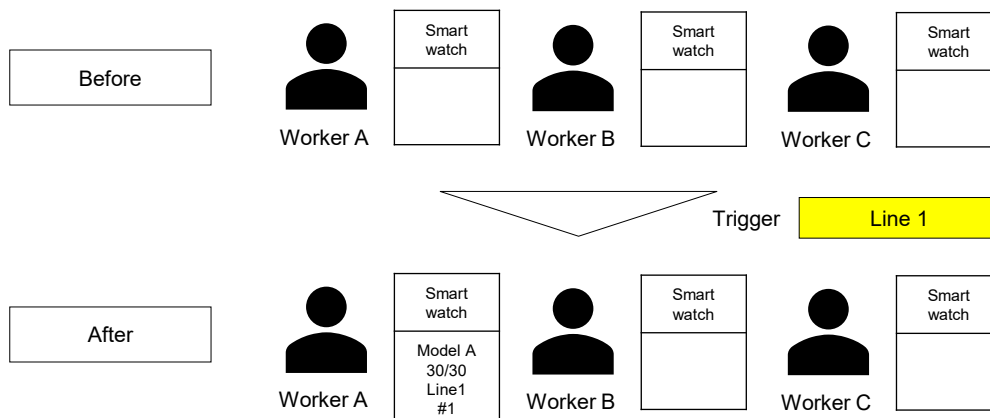 Smart
watch
Smart
watch
Smart
watch
Before
Worker A
Worker B
Worker C
Trigger
Line 1
Smart
watch
Smart
watch
Smart
watch
After
Model A
30/30
Line1
#1
Worker A
Worker B
Worker C